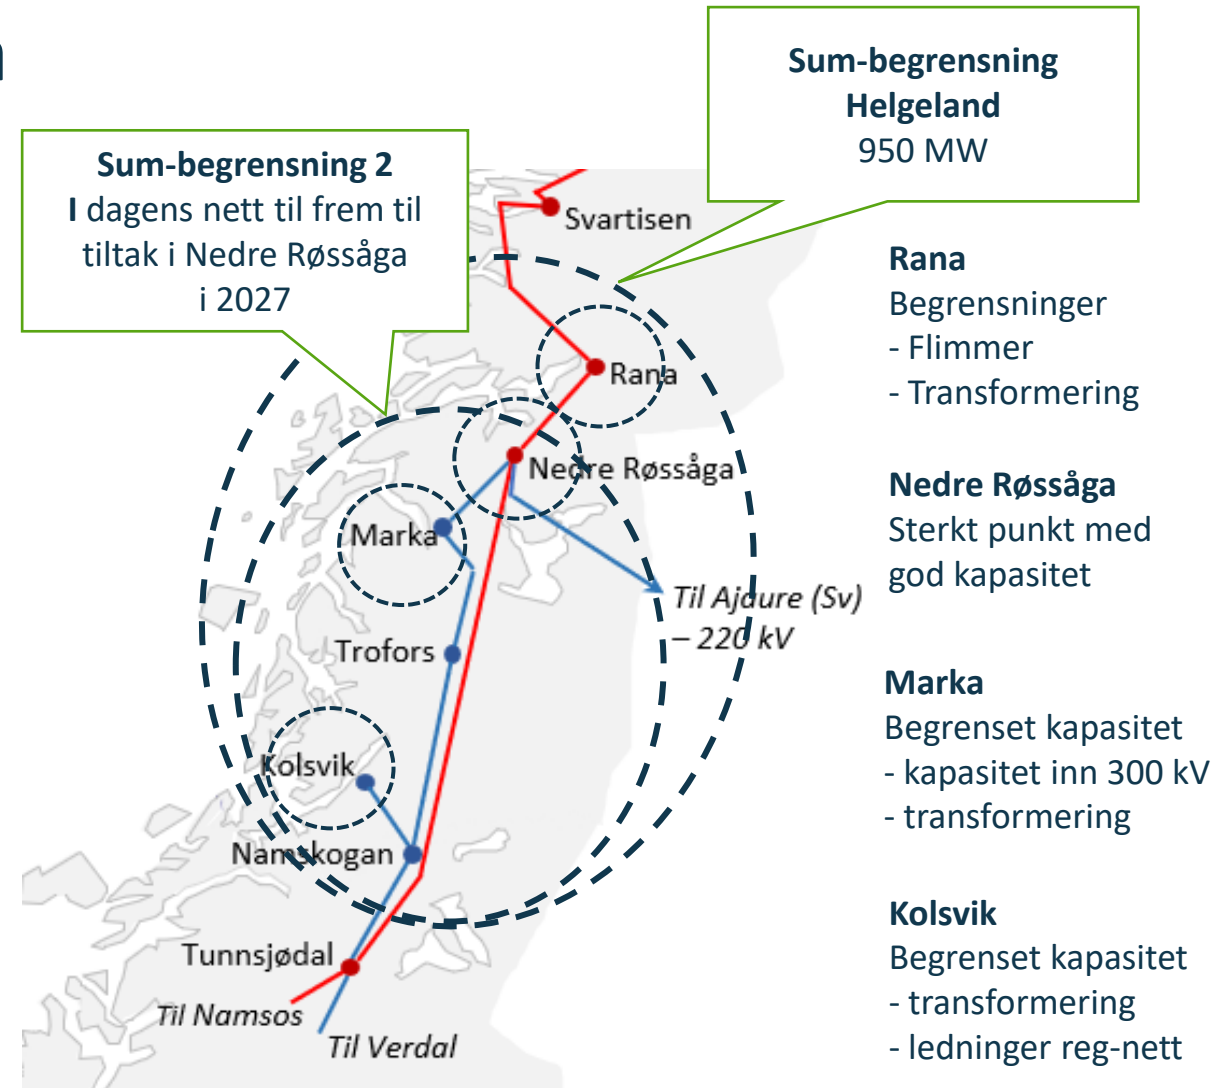 n
Sum-begrensning
Helgeland
950 MW
Sum-begrensning 2
I dagens nett til frem til
tiltak i Nedre Røssåga
i 2027
Svartisen
Rana
Nedre Røssåga
Marka
Til Ajaure (Sv)
– 220 kV
Trofors
Kolsvik
Namskogan
Tunnsjødal
Til Namsos
Til Verdal
Rana
Begrensninger
- Flimmer
- Transformering
Nedre Røssåga
Sterkt punkt med
god kapasitet
Marka
Begrenset kapasitet
- kapasitet inn 300 kV
- transformering
Kolsvik
Begrenset kapasitet
- transformering
- ledninger reg-nett